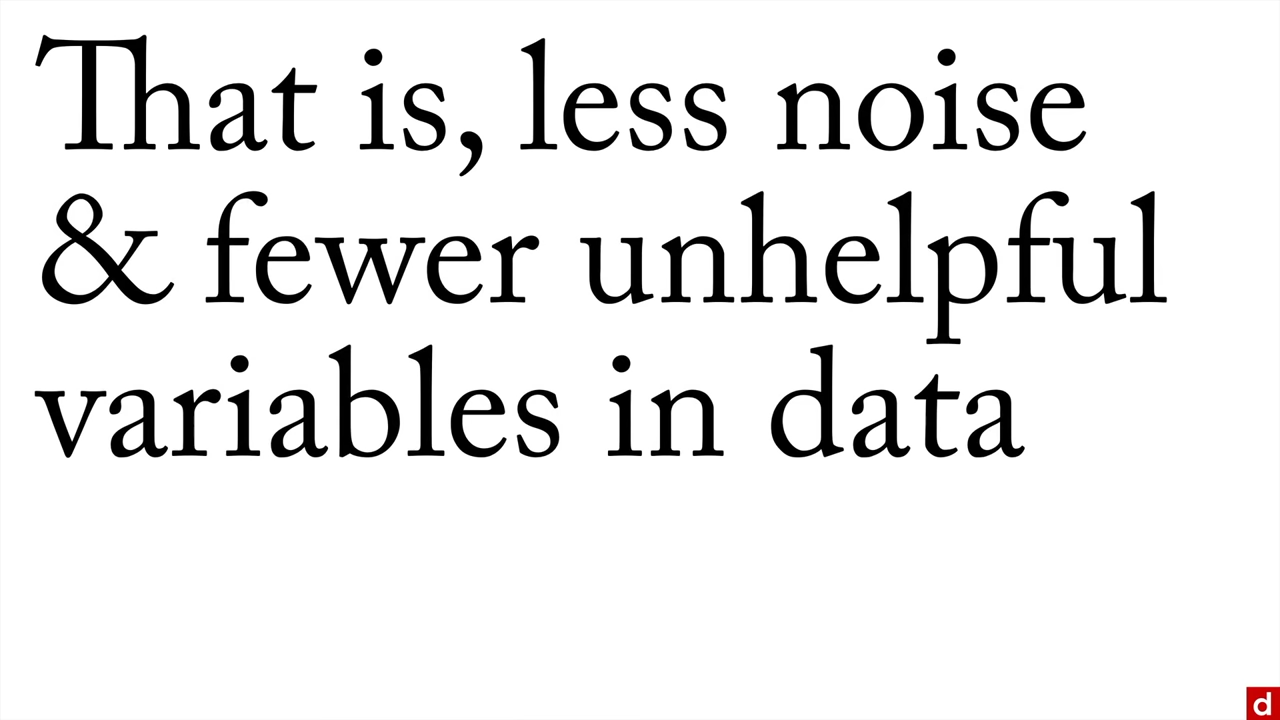 That is, less noise
& fewer unhelpful
variables in data
d